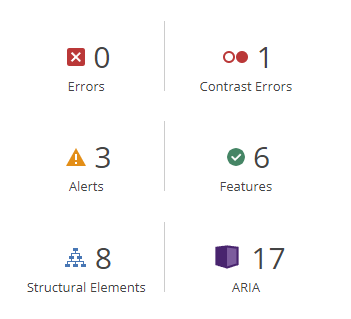 0
1
Errors
Contrast Errors
3
6
Alerts
Features
8
17
Structural Elements
ARIA